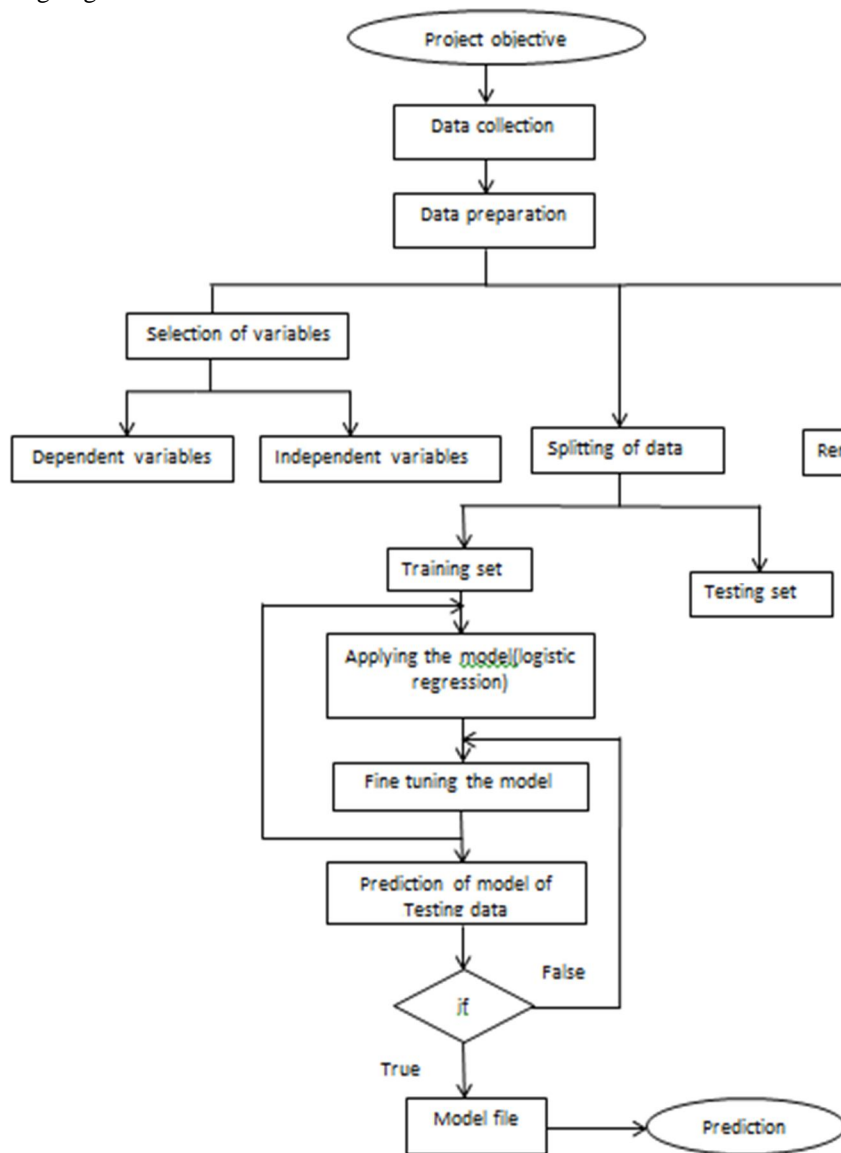 Project objective
Data collection
Data preparation
Selection of variables
Dependent variables
Independent variables
Splitting of data
Training set
Testing set
Applying the model(logistic
regression)
Fine tuning the model
Prediction of model of
Testing data
if
False
True
Model file
Prediction